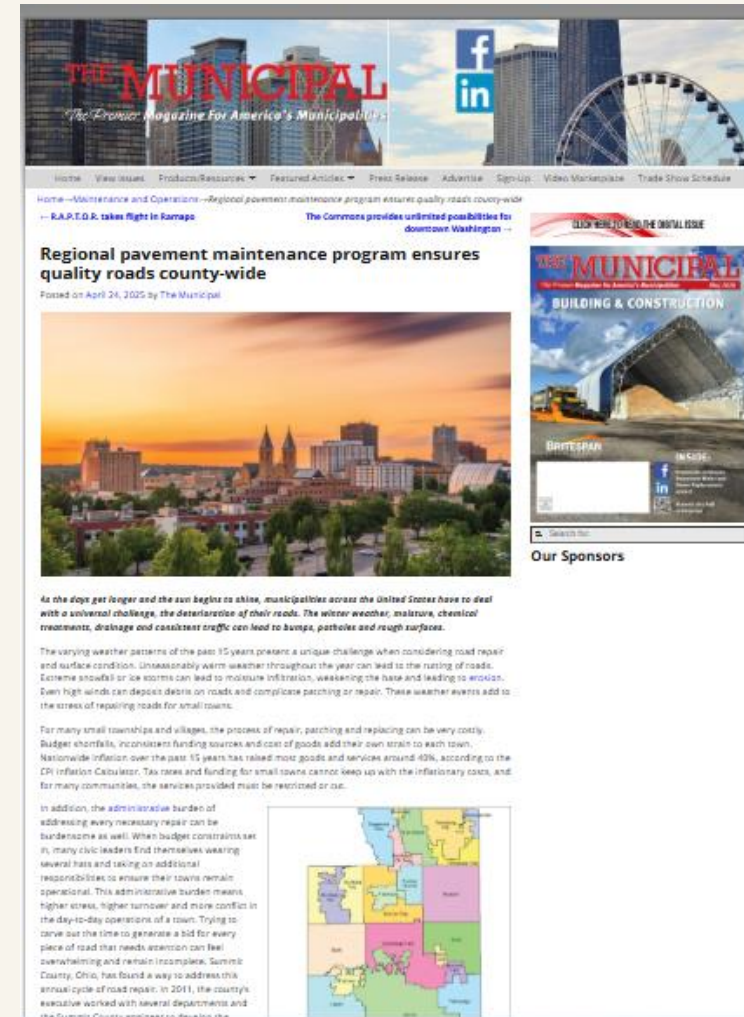 THE MUNICIPAL
The Premier Magazine For America's Municipalities
f
in
Home View Issues Products/Resources Featured Articles Press Release Advertise Sign-Up Video Marketplace Trade Show Schedule
Home→Maintenance and Operations→Regional pavement maintenance program ensures quality roads county-wide
← R.A.P.T.O.R. takes flight in Ramapo
The Commons provides unlimited possibilities for
downtown Washington →
Regional pavement maintenance program ensures
quality roads county-wide
Posted on April 24, 2025 by The Municipal
As the days get longer and the sun begins to shine, municipalities across the United States have to deal
with a universal challenge, the deterioration of their roads. The winter weather, moisture, chemical
treatments, drainage and consistent traffic can lead to bumps, potholes and rough surfaces.
The varying weather patterns of the past 15 years present a unique challenge when considering road repair
and surface condition. Unseasonably warm weather throughout the year can lead to the rutting of roads.
Extreme snowfall or ice storms can lead to moisture infiltration, weakening the base and leading to erosion.
Even high winds can deposit debris on roads and complicate patching or repair. These weather events add to
the stress of repairing roads for small towns.
For many small townships and villages, the process of repair, patching and replacing can be very costly.
Budget shortfalls, inconsistent funding sources and cost of goods add their own strain to each town.
Nationwide inflation over the past 15 years has raised most goods and services around 40%, according to the
CPI Inflation Calculator. Tax rates and funding for small towns cannot keep up with the inflationary costs, and
for many communities, the services provided must be restricted or cut.
In addition, the administrative burden of
addressing every necessary repair can be
burdensome as well. When budget constraints set
in, many civic leaders find themselves wearing
several hats and taking on additional
responsibilities to ensure their towns remain
operational. This administrative burden means
higher stress, higher turnover and more conflict in
the day-to-day operations of a town. Trying to
carve out the time to generate a bid for every
piece of road that needs attention can feel
overwhelming and remain incomplete. Summit
County, Ohio, has found a way to address this
annual cycle of road repair. In 2011, the county's
executive worked with several departments and
the Summit County engineer to develop the
CLICK HERE TO READ THE DIGITAL ISSUE
THE MUNICIPAL
The Premier Magazine For America's Municipalities
BUILDING & CONSTRUCTION
BRITESPAN
INSIDE:
f
in
Search for:
Our Sponsors